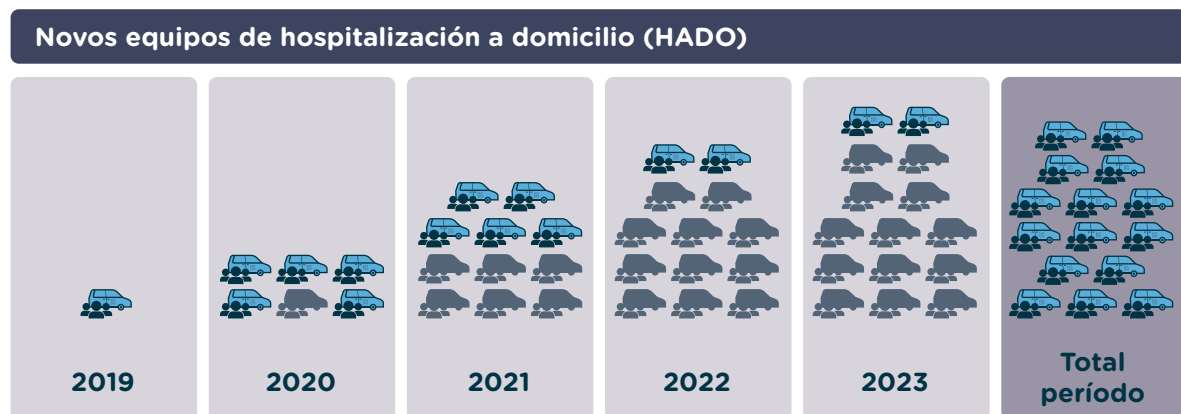 Novos equipos de hospitalización a domicilio (HADO)
2019
2020
2021
2022
2023
Total
período